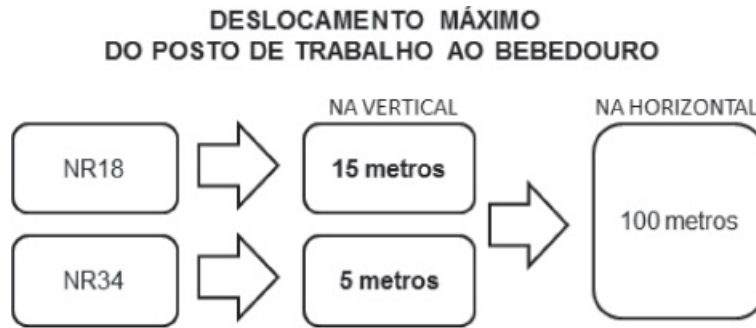 DESLOCAMENTO MÁXIMO
DO POSTO DE TRABALHO AO BEBEDOURO
NA VERTICAL
NA HORIZONTAL
NR18
15 metros
100 metros
NR34
5 metros